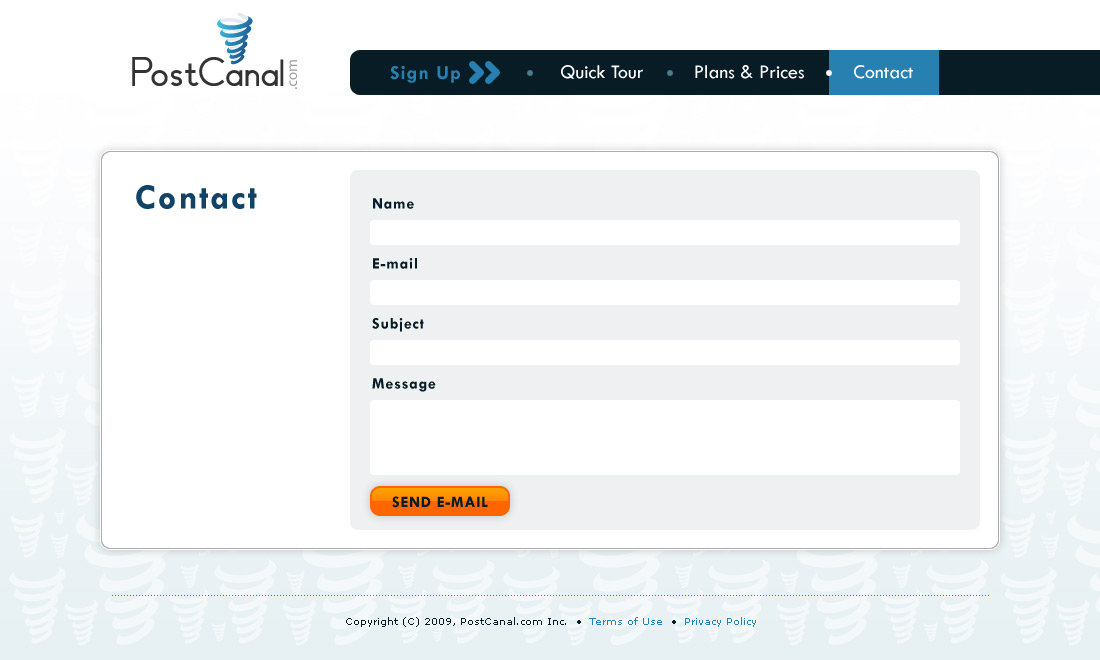 PostCanal.com
Sign Up • Quick Tour • Plans & Prices • Contact
Contact
Name
E-mail
Subject
Message
SEND E-MAIL
Copyright (C) 2009, PostCanal.com Inc. • Terms of Use • Privacy Policy